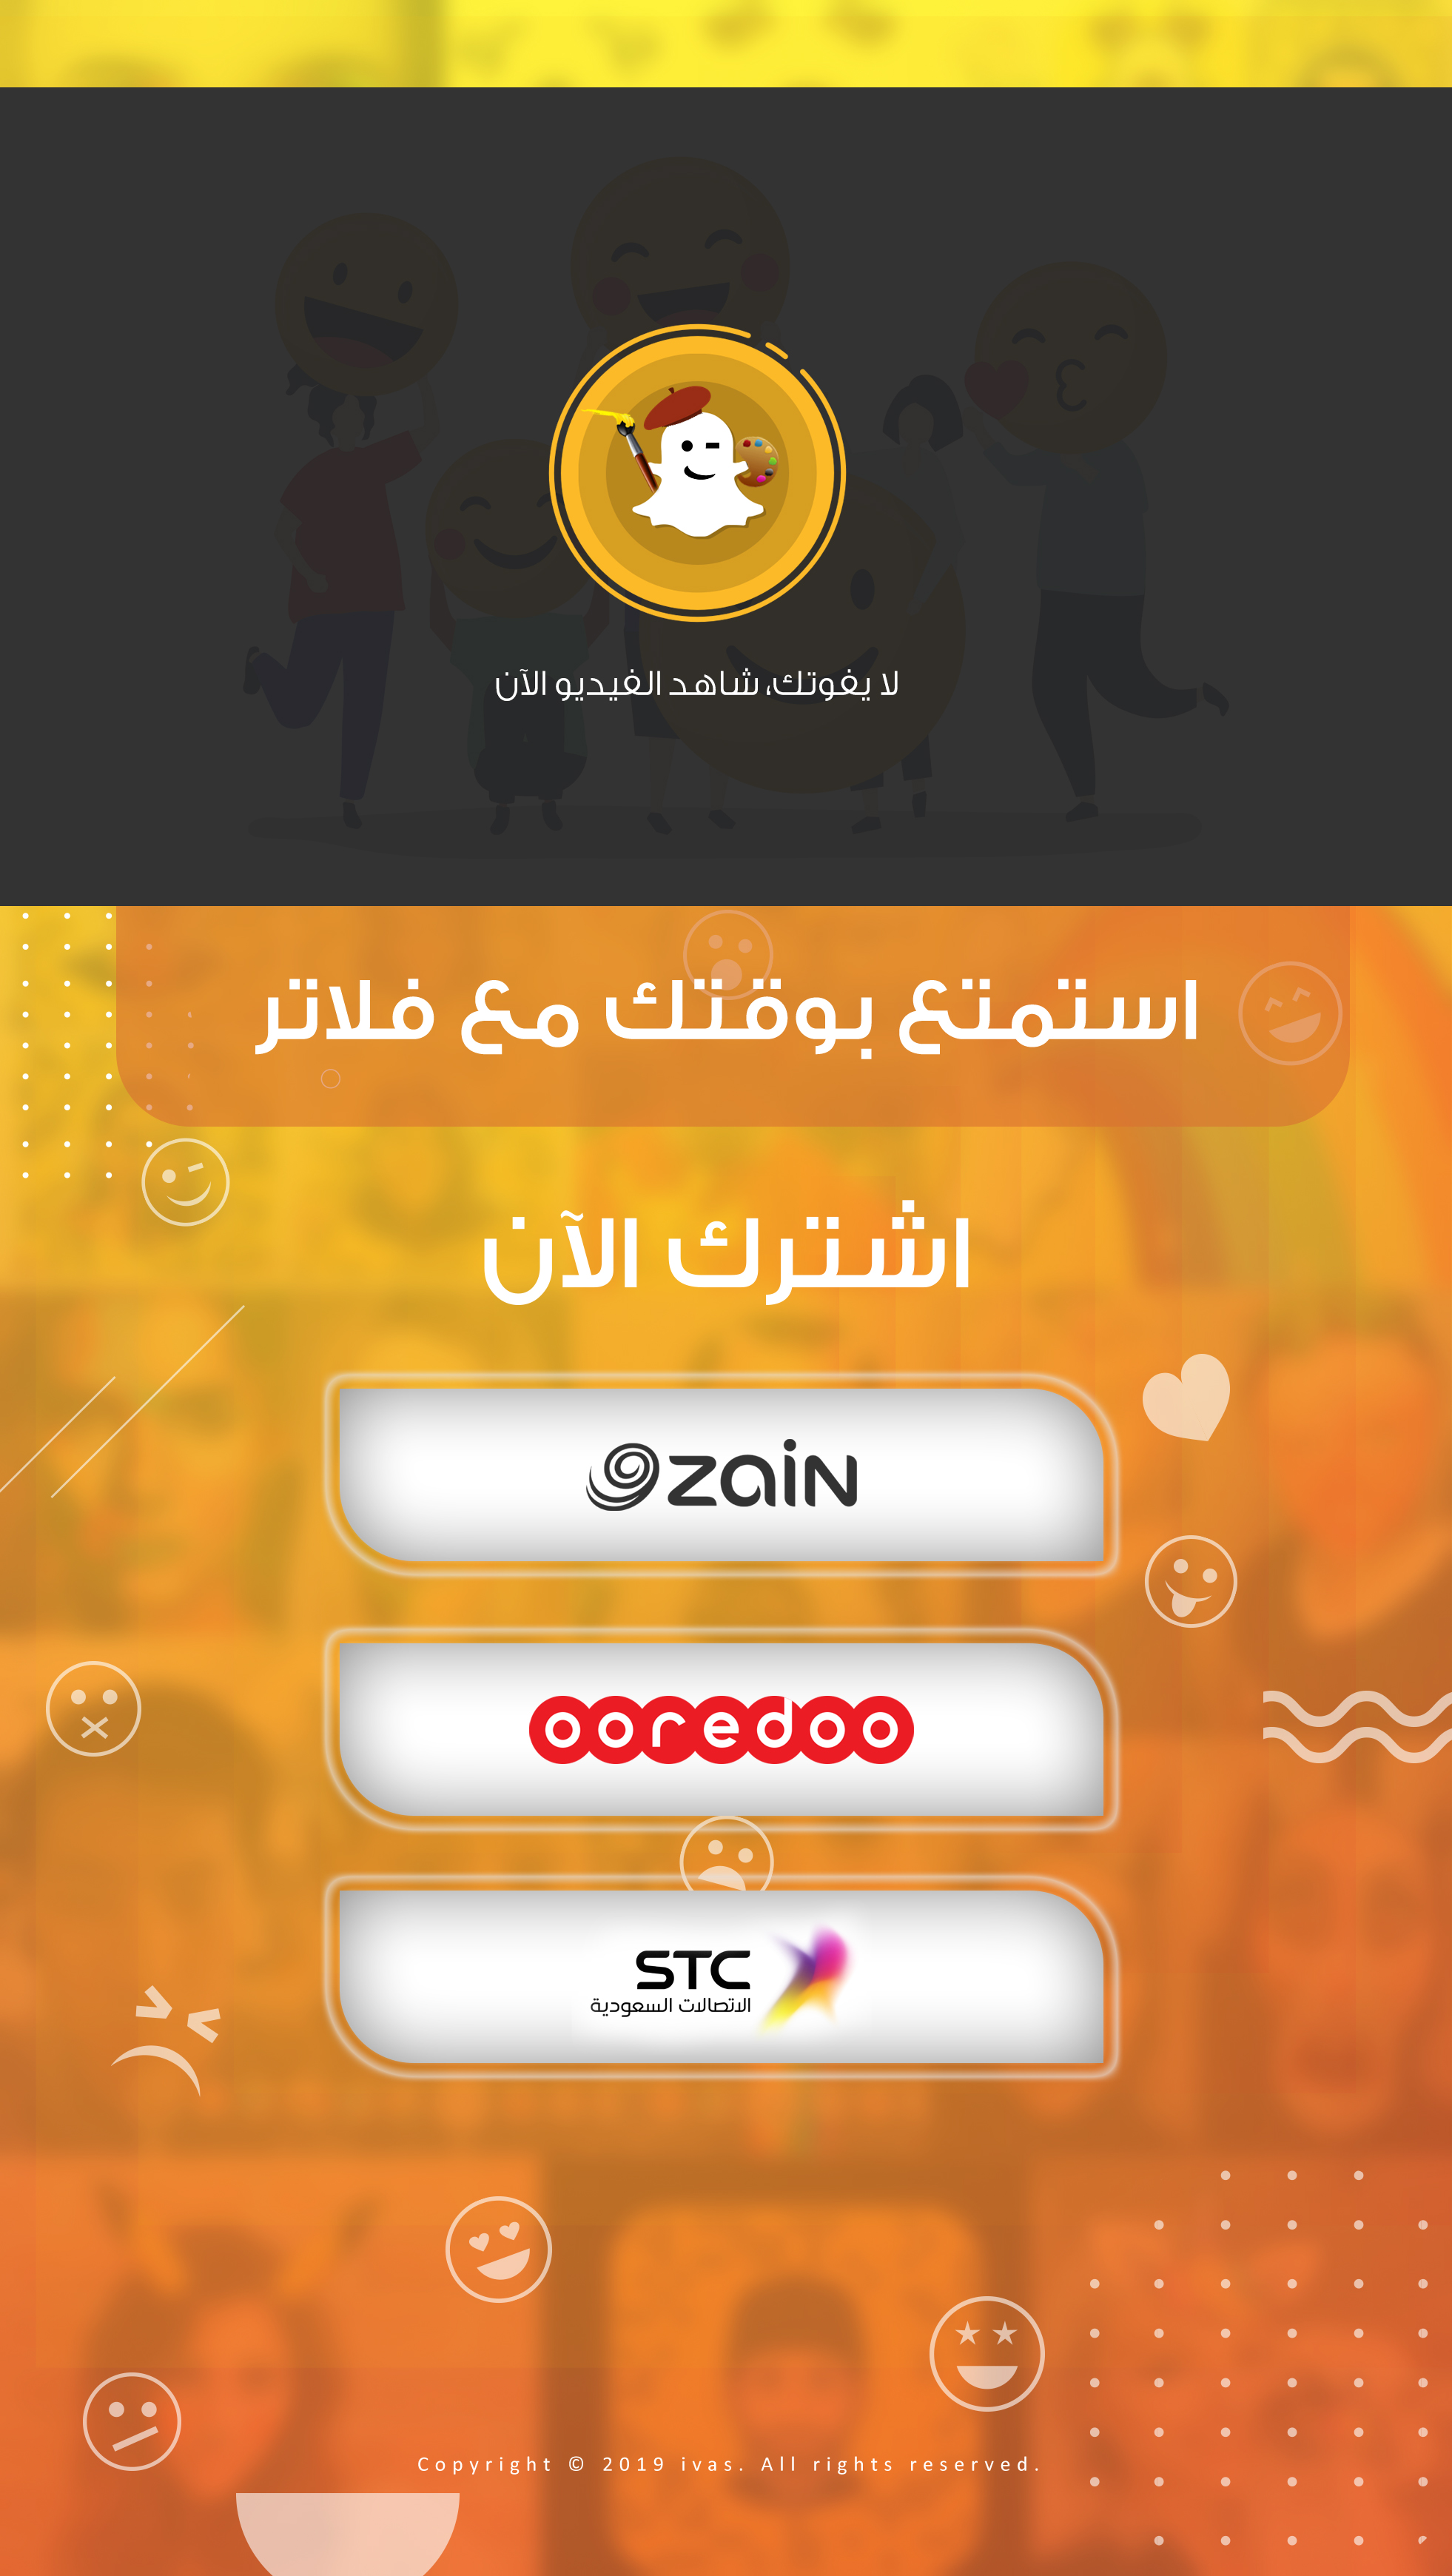 لا يفوتك، شاهد الفيديو الآن
استمتع بوقتك مع فلاتر
اشترك الآن
zain
ooredoo
STC
الاتصالات السعودية
Copyright © 2019 ivas. All rights reserved.